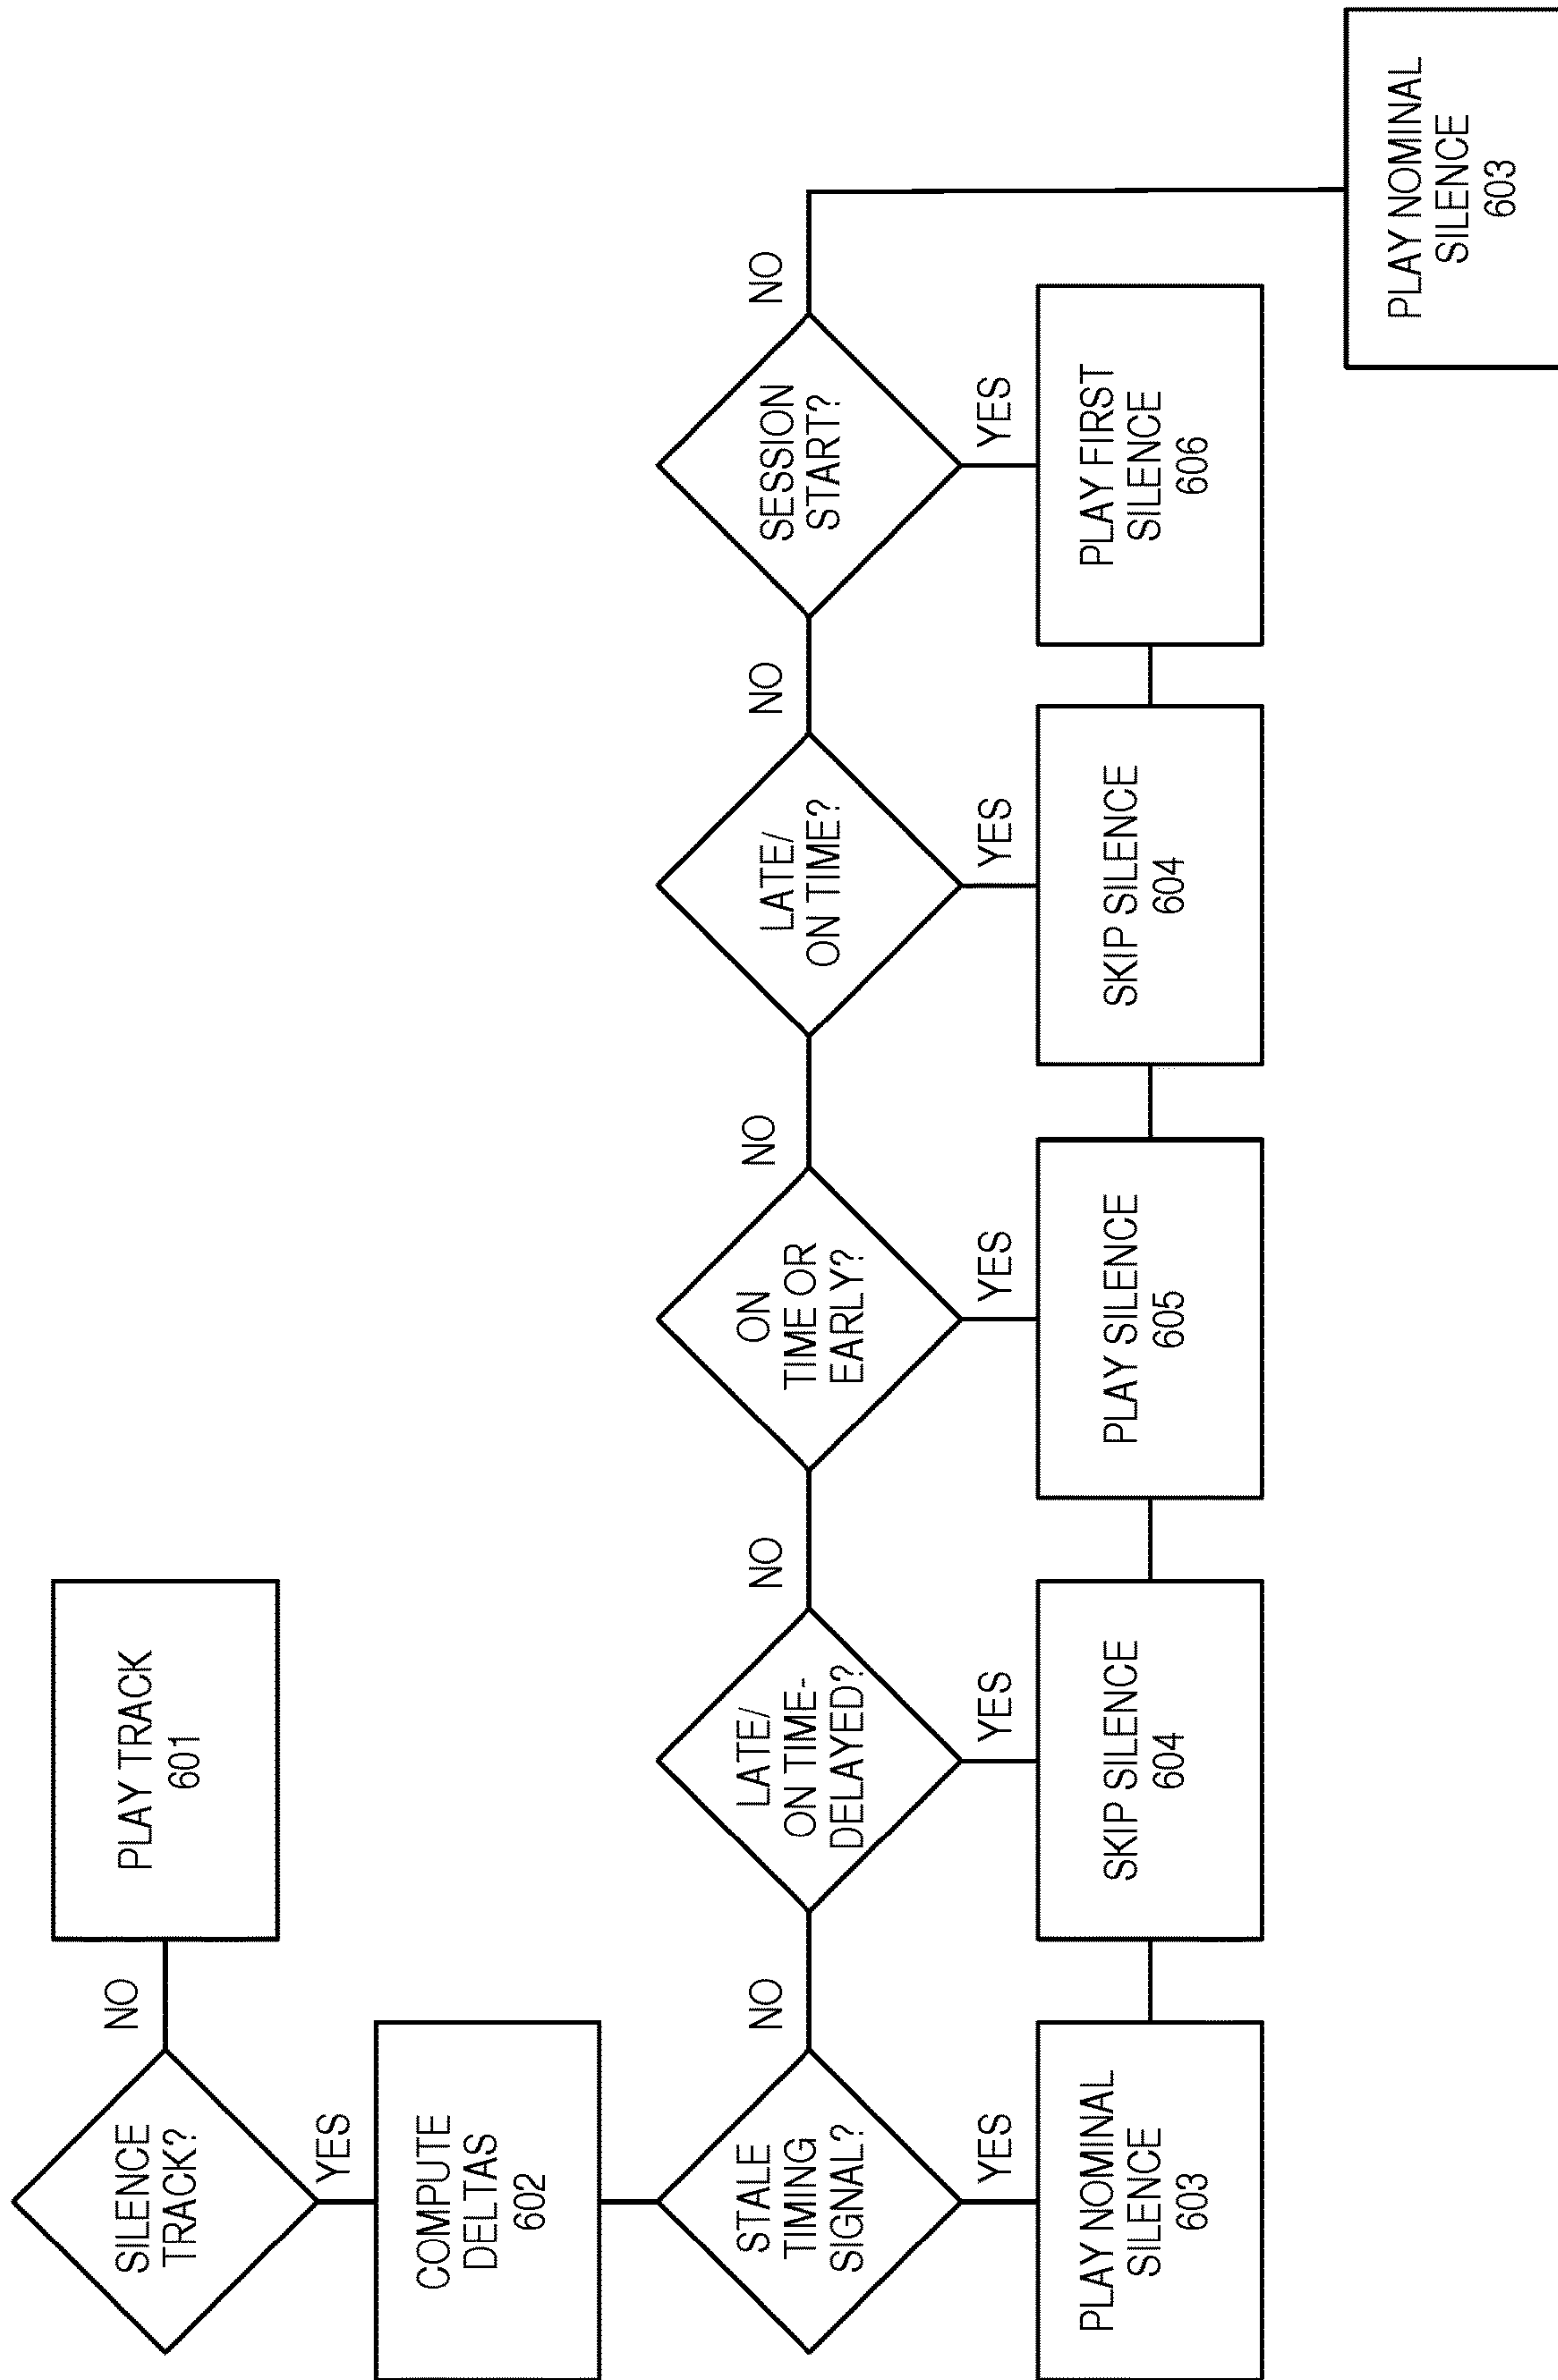 SILENCE
TRACK?
NO
PLAY TRACK
601
YES
COMPUTE
DELTAS
602
STALE
TIMING
SIGNAL?
NO
LATE/
ON TIME-
DELAYED?
NO
ON
TIME OR
EARLY?
NO
LATE/
ON TIME?
NO
SESSION
START?
NO
YES
YES
YES
YES
YES
PLAY NOMINAL
SILENCE
603
SKIP SILENCE
604
PLAY SILENCE
605
SKIP SILENCE
604
PLAY FIRST
SILENCE
606
PLAY NOMINAL
SILENCE
603